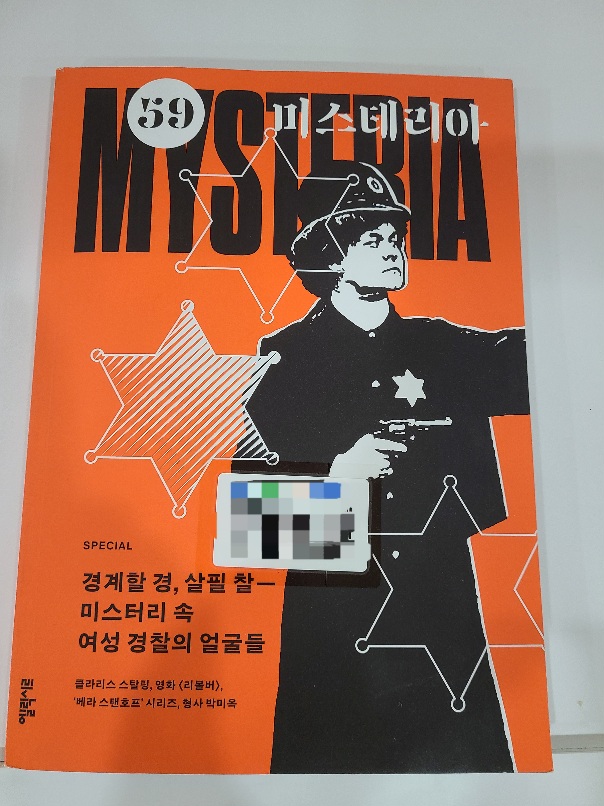 59
미스테리아
MYSTERIA
SPECIAL
경계할 경, 살필 찰—
미스터리 속
여성 경찰의 얼굴들
클라리스 스탈링, 영화 〈리볼버〉,
'베라 스탠호프' 시리즈, 형사 박미옥
엘릭시르